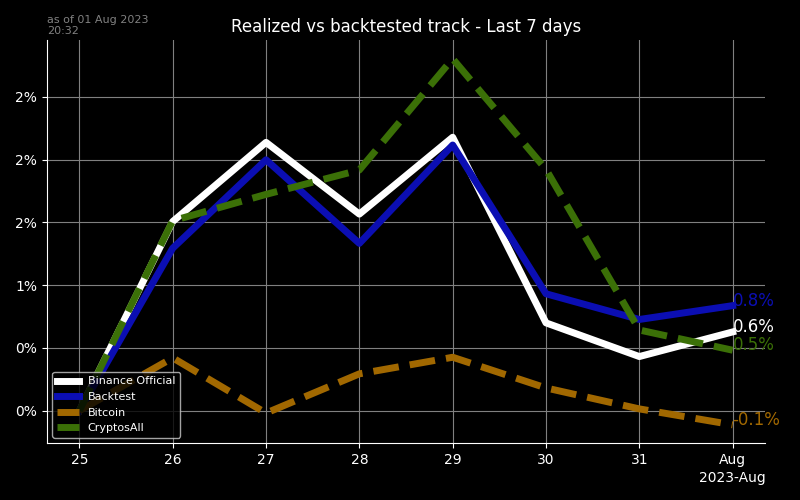 as of 01 Aug 2023
20:32
Realized vs backtested track - Last 7 days
2%
2%
2%
1%
0%
0%
0.8%
0.6%
0.5%
-0.1%
Binance Official
Backtest
Bitcoin
CryptosAll
25
26
27
28
29
30
31
Aug
2023-Aug